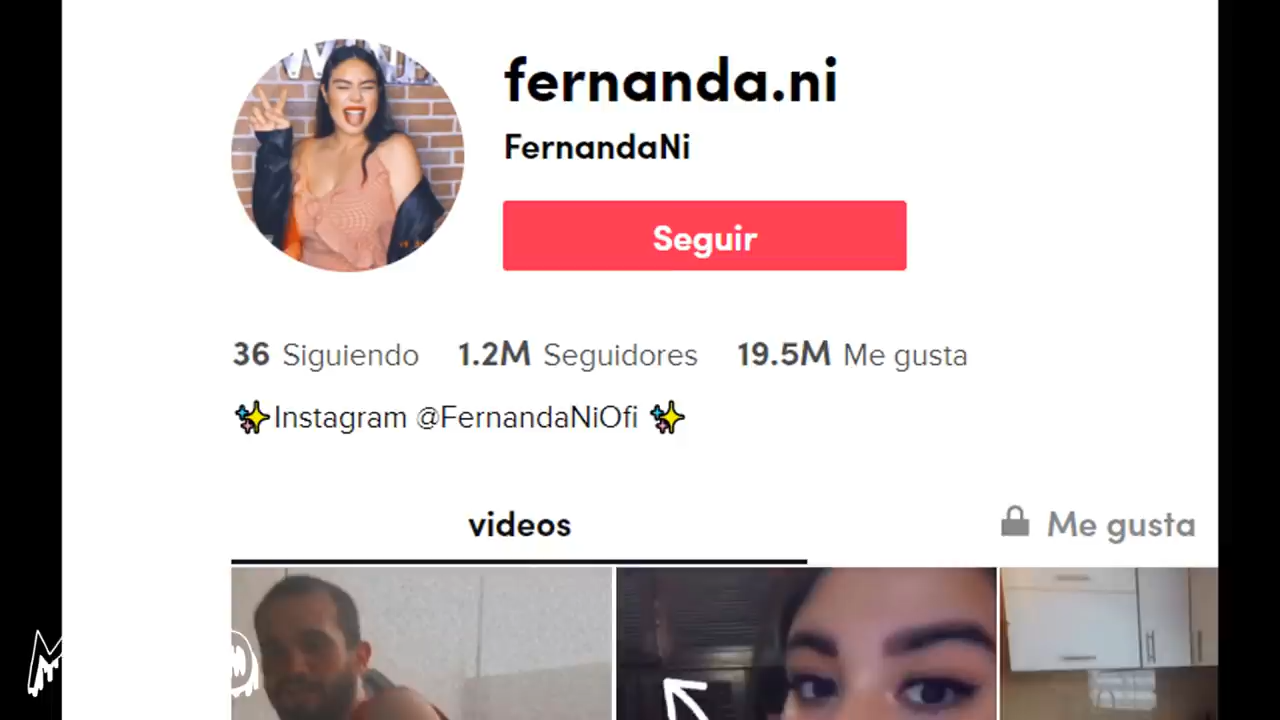 fernanda.ni
FernandaNi
Seguir
36 Siguiendo 1.2M Seguidores 19.5M Me gusta
✨Instagram @FernandaNiOfi ✨
videos
Me gusta